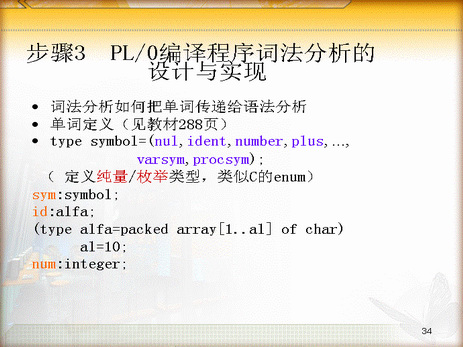 步骤3 PL/0编译程序词法分析的
设计与实现
• 词法分析如何把单词传递给语法分析
• 单词定义（见教材288页）
• type symbol=(nul,ident,number,plus,…,
varsym,procsym);
（ 定义纯量/枚举类型，类似C的enum）
sym:symbol;
id:alfa;
(type alfa=packed array[1..al] of char)
al=10;
num:integer;
34